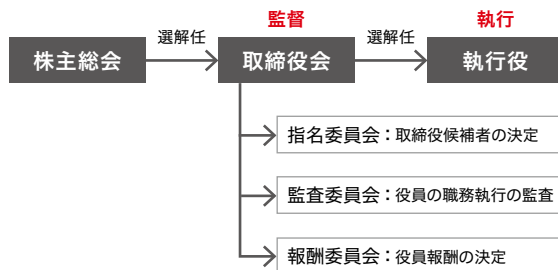 監督
執行
選解任
選解任
株主総会
取締役会
執行役
指名委員会：取締役候補者の決定
監査委員会：役員の職務執行の監査
報酬委員会：役員報酬の決定